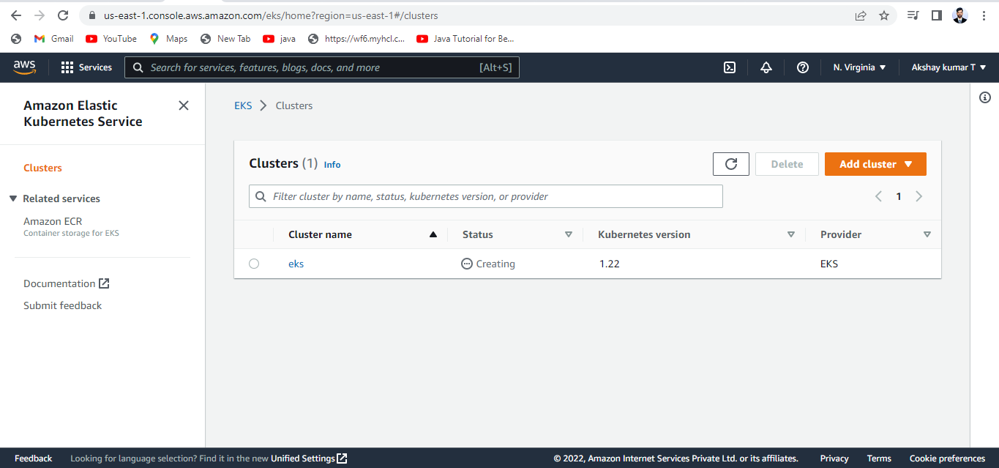 us-east-1.console.aws.amazon.com/eks/home?region=us-east-1#/clusters
Gmail YouTube Maps New Tab java https://wf6.myhcl.c... Java Tutorial for Be...
aws Services Search for services, features, blogs, docs, and more [Alt+S] N. Virginia Akshay kumar T
Amazon Elastic
Kubernetes Service
Clusters
Related services
Amazon ECR
Container storage for EKS
Documentation
Submit feedback
EKS Clusters
Clusters (1) Info Delete Add cluster
Filter cluster by name, status, kubernetes version, or provider 1
Cluster name Status Kubernetes version Provider
eks Creating 1.22 EKS
Feedback Looking for language selection? Find it in the new Unified Settings © 2022, Amazon Internet Services Private Ltd. or its affiliates. Privacy Terms Cookie preferences